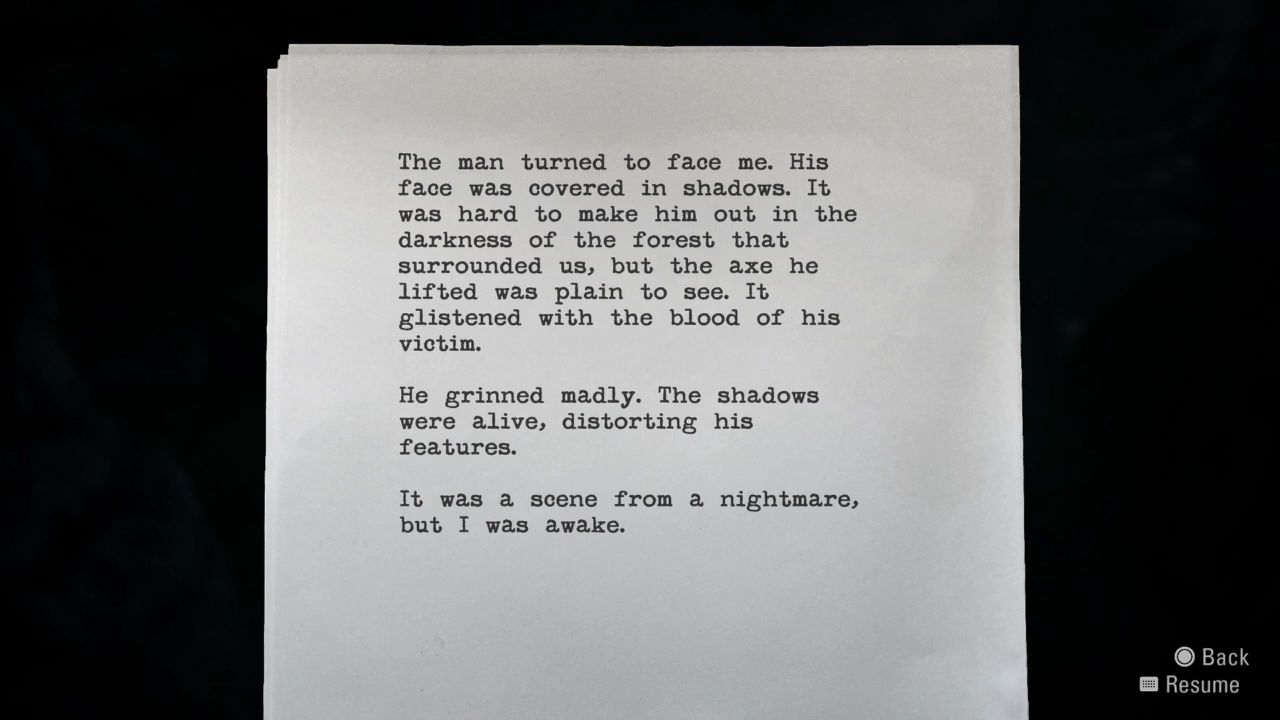 The man turned to face me. His
face was covered in shadows. It
was hard to make him out in the
darkness of the forest that
surrounded us, but the axe he
lifted was plain to see. It
glistened with the blood of his
victim.
He grinned madly. The shadows
were alive, distorting his
features.
It was a scene from a nightmare,
but I was awake.
Back
Resume